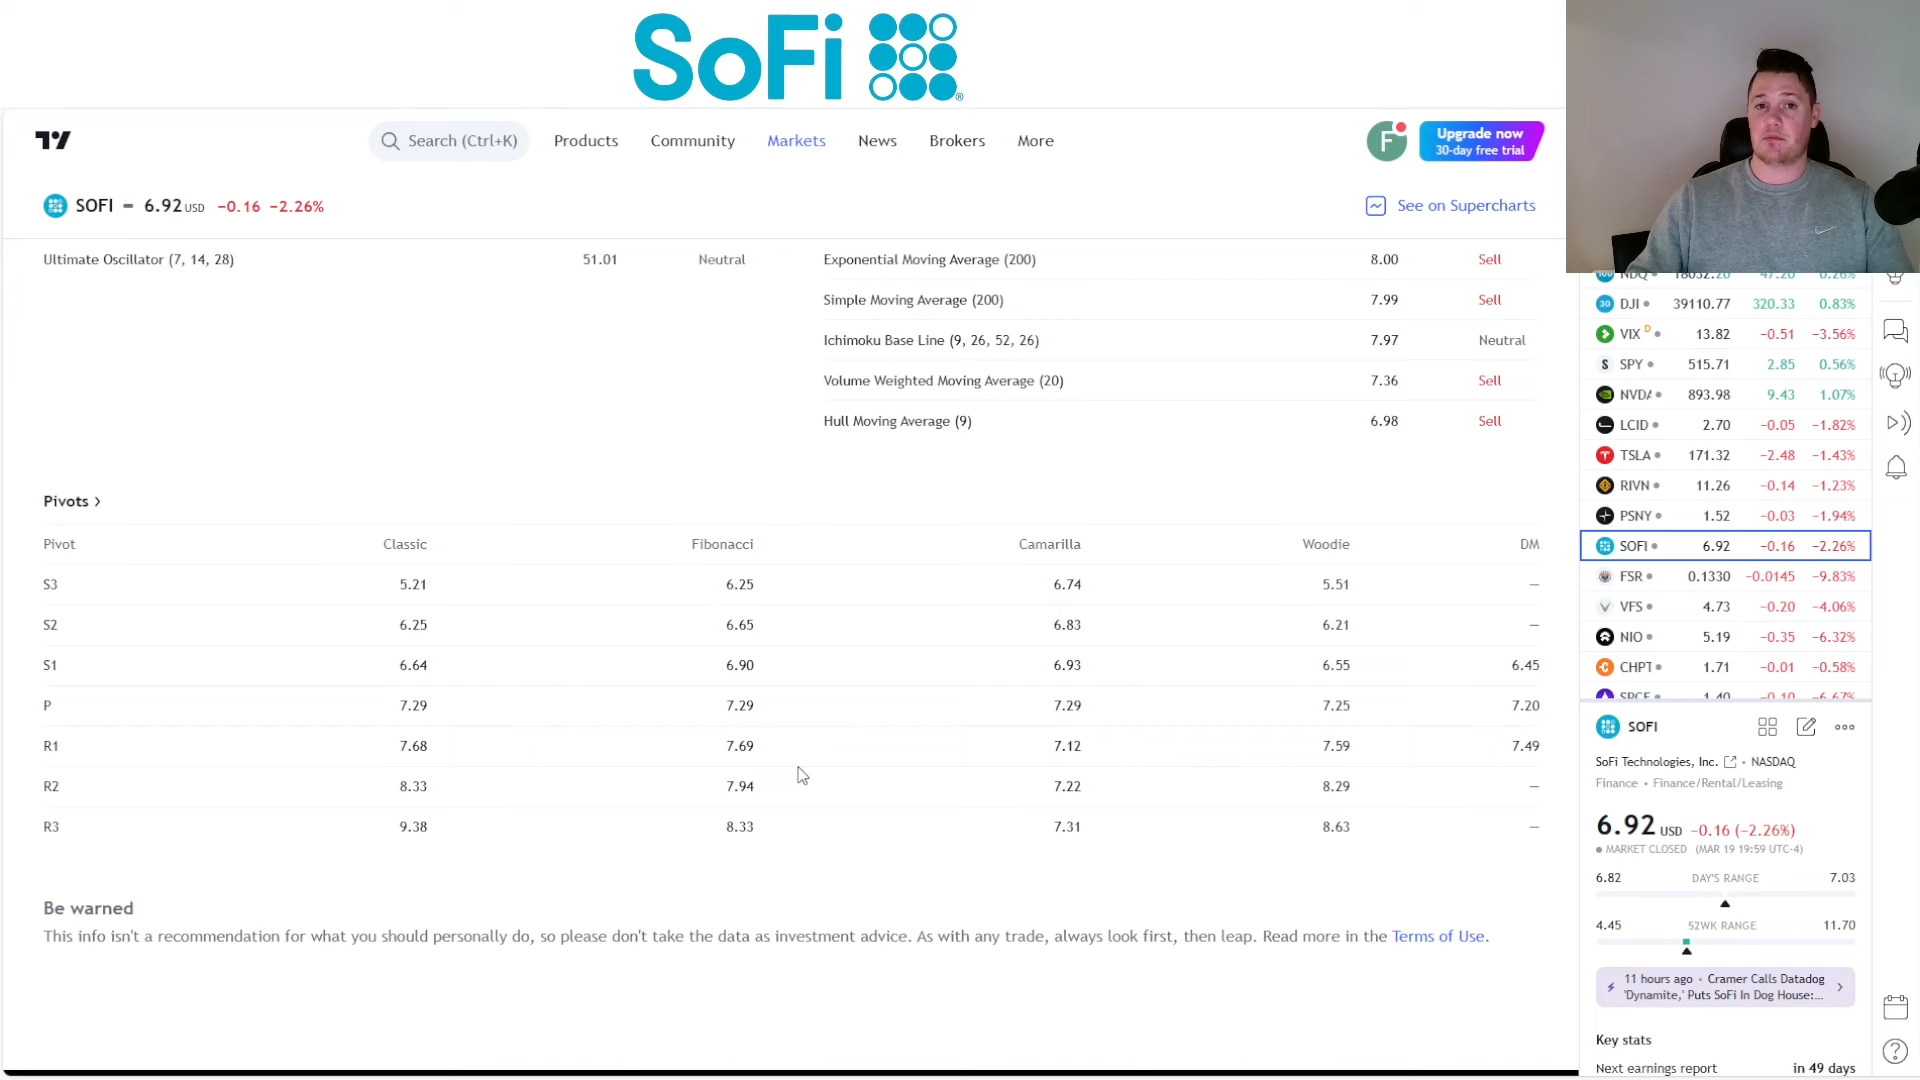 SoFi
Search (Ctrl+K)
Products
Community
Markets
News
Brokers
More
F
Upgrade now
30-day free trial
SOFI – 6.92 USD −0.16 −2.26%
See on Supercharts
Ultimate Oscillator (7, 14, 28) 51.01 Neutral
Exponential Moving Average (200) 8.00 Sell
Simple Moving Average (200) 7.99 Sell
Ichimoku Base Line (9, 26, 52, 26) 7.97 Neutral
Volume Weighted Moving Average (20) 7.36 Sell
Hull Moving Average (9) 6.98 Sell
Pivots >
Pivot Classic Fibonacci Camarilla Woodie DM
S3 5.21 6.25 6.74 5.51 —
S2 6.25 6.65 6.83 6.21 —
S1 6.64 6.90 6.93 6.55 6.45
P 7.29 7.29 7.29 7.25 7.20
R1 7.68 7.69 7.12 7.59 7.49
R2 8.33 7.94 7.22 8.29 —
R3 9.38 8.33 7.31 8.63 —
Be warned
This info isn't a recommendation for what you should personally do, so please don't take the data as investment advice. As with any trade, always look first, then leap. Read more in the Terms of Use.
NDQ 18032.20 47.20 0.26%
30 DJI 39110.77 320.33 0.83%
VIX D 13.82 −0.51 −3.56%
S SPY 515.71 2.85 0.56%
NVDA 893.98 9.43 1.07%
LCID 2.70 −0.05 −1.82%
TSLA 171.32 −2.48 −1.43%
RIVN 11.26 −0.14 −1.23%
PSNY 1.52 −0.03 −1.94%
SOFI 6.92 −0.16 −2.26%
FSR 0.1330 −0.0145 −9.83%
VFS 4.73 −0.20 −4.06%
NIO 5.19 −0.35 −6.32%
CHPT 1.71 −0.01 −0.58%
SPCE 1.40 −0.10 −6.67%
SOFI
SoFi Technologies, Inc. • NASDAQ
Finance • Finance/Rental/Leasing
6.92 USD −0.16 (−2.26%)
MARKET CLOSED (MAR 19 19:59 UTC-4)
6.82 DAY'S RANGE 7.03
4.45 52WK RANGE 11.70
11 hours ago • Cramer Calls Datadog
'Dynamite,' Puts SoFi In Dog House:...
Key stats
Next earnings report in 49 days